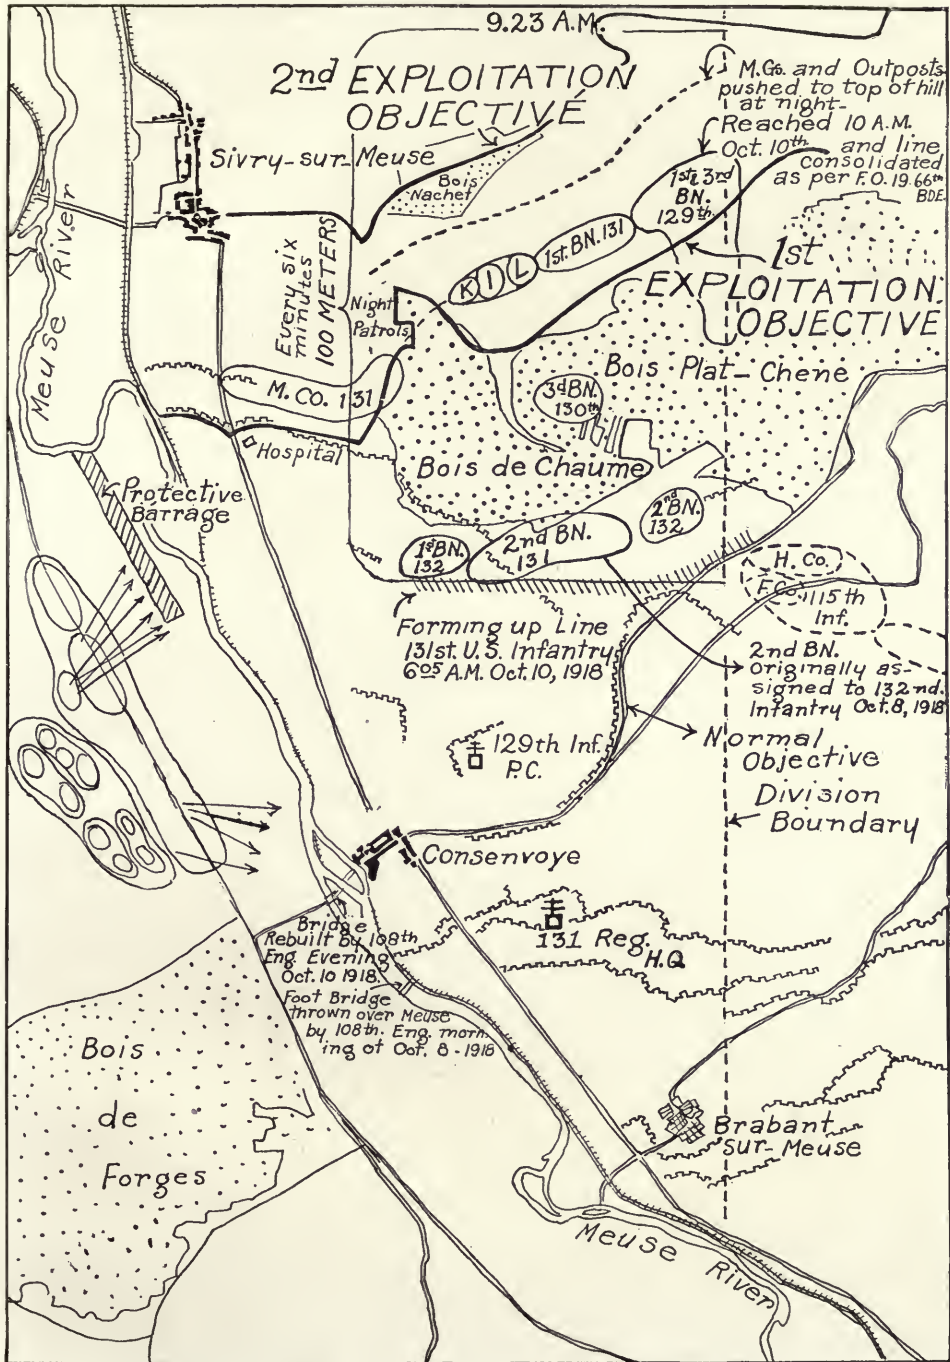 9.23 A.M.
2nd EXPLOITATION
OBJECTIVE
M.Gs. and Outposts
pushed to top of hill
at night-
Reached 10 A.M.
Oct. 10th and line
consolidated
as per F.O. 19.66th
BDE.
Sivry-sur-Meuse
Bois
Nachet
1st & 3rd
BN.
129th
Meuse River
Every six
minutes
100 METERS
K I L
1st. BN. 131
1st
EXPLOITATION
OBJECTIVE
Night
Patrols
M. CO. 131
Bois Plat-Chene
3d BN.
130th
Hospital
Bois de Chaume
Protective
Barrage
2nd BN.
132
1st BN.
132
2nd BN.
131
H. Co.
F. Co. 115th
Inf.
Forming up Line
131st. U.S. Infantry
605 A.M. Oct. 10, 1918
2nd BN.
originally as-
signed to 132nd.
Infantry Oct. 8, 1918
129th Inf.
P.C.
Normal
Objective
Division
Boundary
Consenvoye
131 Reg.
H.Q
Bridge
Rebuilt by 108th
Eng Evening
Oct. 10 1918
Foot Bridge
thrown over Meuse
by 108th. Eng. morn-
ing of Oct. 8-1918
Bois
de
Forges
Brabant
sur-Meuse
Meuse River